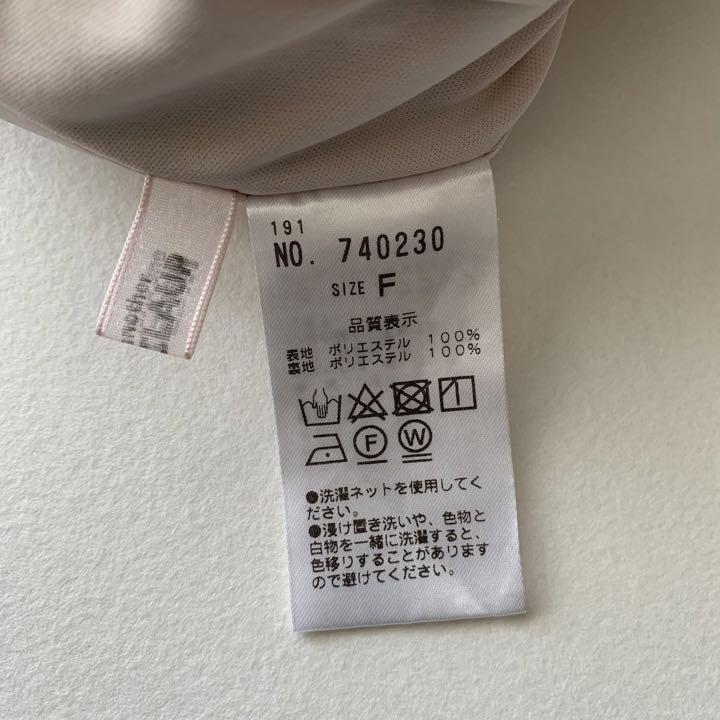 191
NO. 740230
SIZE F
品質表示
表地 ポリエステル 100%
裏地 ポリエステル 100%
F W
●洗濯ネットを使用してく
ださい。
●浸け置き洗いや、色物と
白物を一緒に洗濯すると、
色移りすることがあります
ので避けてください。
mother